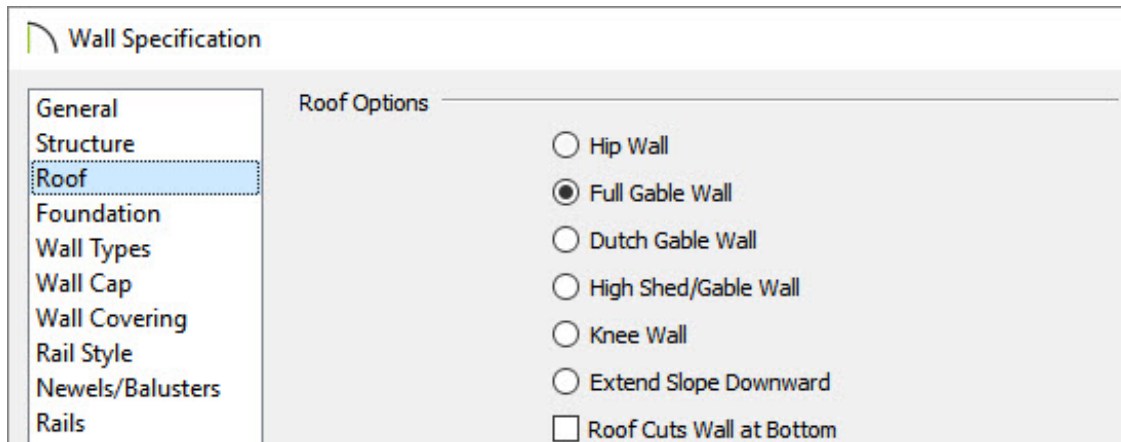 Wall Specification
General
Structure
Roof
Foundation
Wall Types
Wall Cap
Wall Covering
Rail Style
Newels/Balusters
Rails
Roof Options
Hip Wall
Full Gable Wall
Dutch Gable Wall
High Shed/Gable Wall
Knee Wall
Extend Slope Downward
Roof Cuts Wall at Bottom